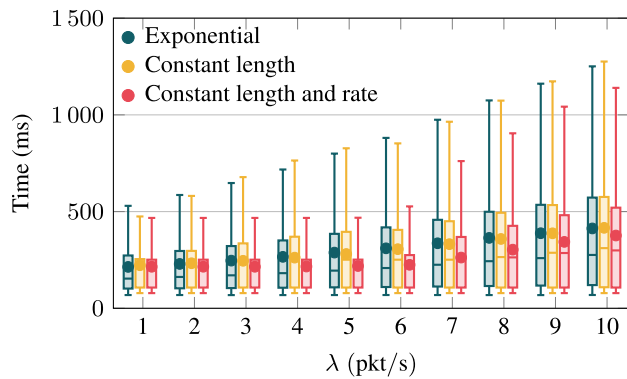 1 500
Exponential
Constant length
Constant length and rate
1 000
500
0
Time (ms)
1 2 3 4 5 6 7 8 9 10
λ (pkt/s)